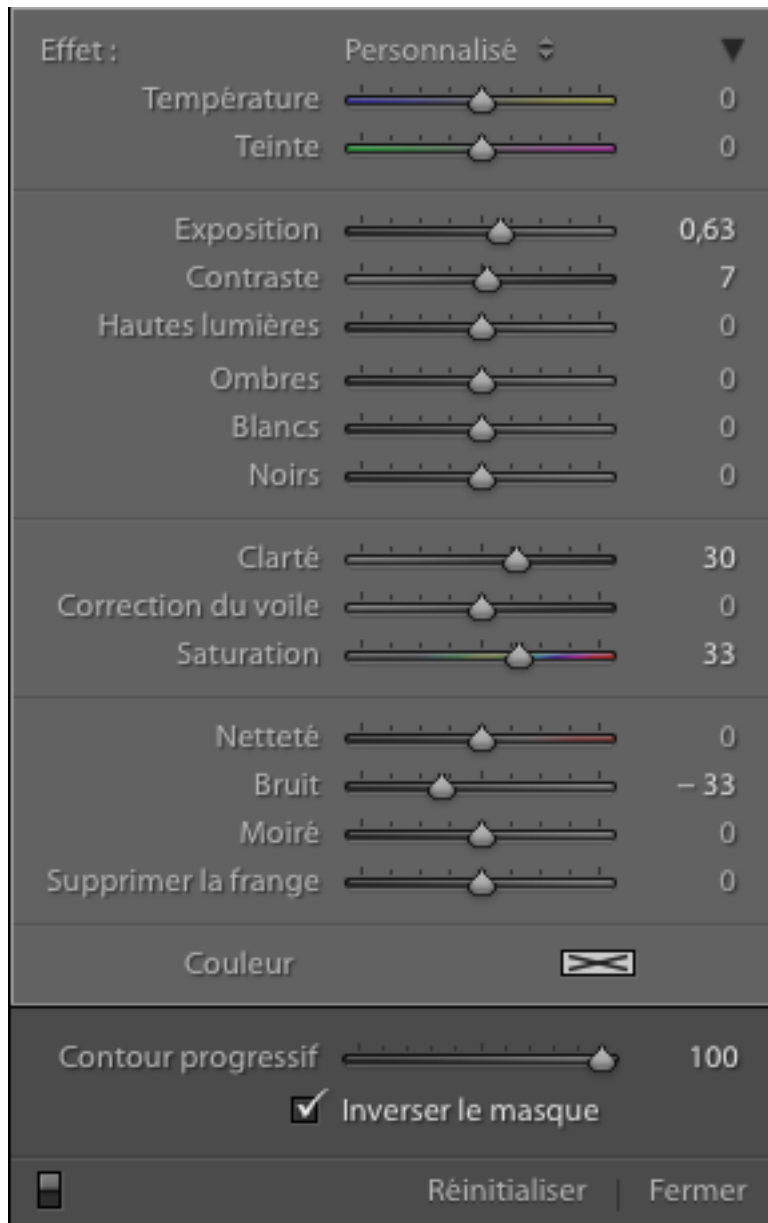 Effet : Personnalisé
Température 0
Teinte 0
Exposition 0,63
Contraste 7
Hautes lumières 0
Ombres 0
Blancs 0
Noirs 0
Clarté 30
Correction du voile 0
Saturation 33
Netteté 0
Bruit – 33
Moiré 0
Supprimer la frange 0
Couleur
Contour progressif 100
Inverser le masque
Réinitialiser Fermer